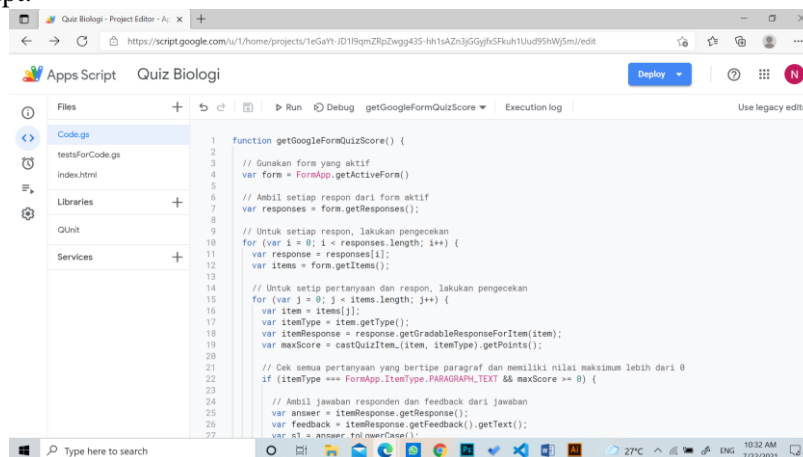 Quiz Biologi - Project Editor - Ap
https://script.google.com/u/1/home/projects/1eGaYt-JD1I9qmZRpZwgg43S-hh1sAZn3jGGyjfxSFkuh1Uud95hWj5mJ/edit
Apps Script Quiz Biologi Deploy N
Files Run Debug getGoogleFormQuizScore Execution log Use legacy edit
Code.gs
testsForCode.gs
index.html
Libraries
QUnit
Services
1 function getGoogleFormQuizScore() {
2
3 // Gunakan form yang aktif
4 var form = FormApp.getActiveForm()
5
6 // Ambil setiap respon dari form aktif
7 var responses = form.getResponses();
8
9 // Untuk setiap respon, lakukan pengecekan
10 for (var i = 0; i < responses.length; i++) {
11 var response = responses[i];
12 var items = form.getItems();
13
14 // Untuk setip pertanyaan dan respon, lakukan pengecekan
15 for (var j = 0; j < items.length; j++) {
16 var item = items[j];
17 var itemType = item.getType();
18 var itemResponse = response.getGradableResponseForItem(item);
19 var maxScore = castQuizItem_(item, itemType).getPoints();
20
21 // Cek semua pertanyaan yang bertipe paragraf dan memiliki nilai maksimum lebih dari 0
22 if (itemType === FormApp.ItemType.PARAGRAPH_TEXT && maxScore >= 0) {
23
24 // Ambil jawaban responden dan feedback dari jawaban
25 var answer = itemResponse.getResponse();
26 var feedback = itemResponse.getFeedback().getText();
27 var s1 = answer.toLowerCase();
Type here to search 27°C ENG 10:32 AM
7/23/2021